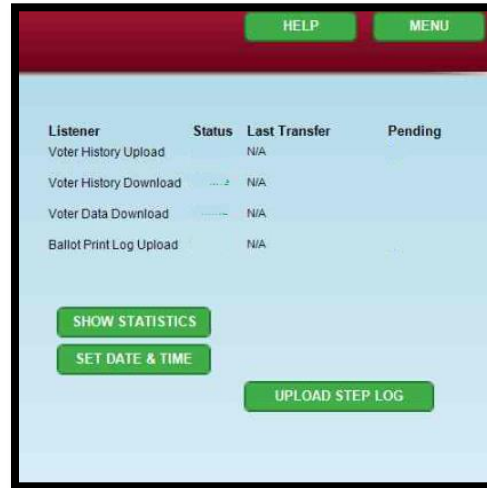 HELP MENU
Listener Status Last Transfer Pending
Voter History Upload N/A
Voter History Download N/A
Voter Data Download N/A
Ballot Print Log Upload N/A
SHOW STATISTICS
SET DATE & TIME
UPLOAD STEP LOG